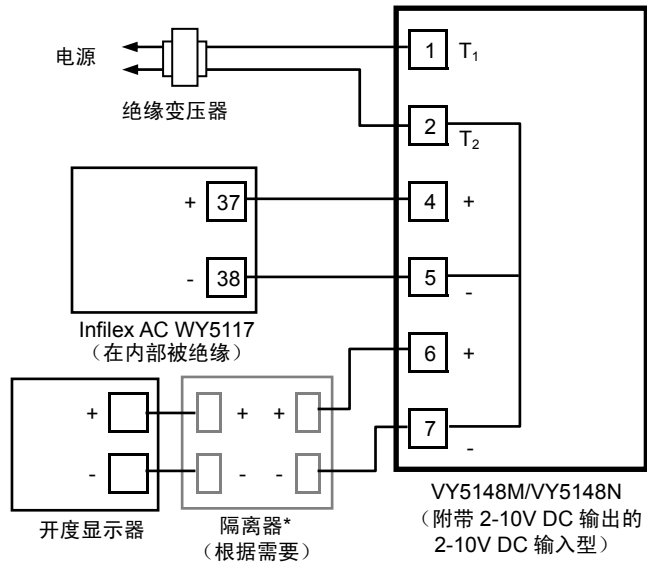 电源
绝缘变压器
1 T₁
2 T₂
+ 37
4 +
- 38
5 -
Infilex AC WY5117
（在内部被绝缘）
6 +
7 -
+ + +
- - -
开度显示器
隔离器*
（根据需要）
VY5148M/VY5148N
（附带 2-10V DC 输出的
2-10V DC 输入型）